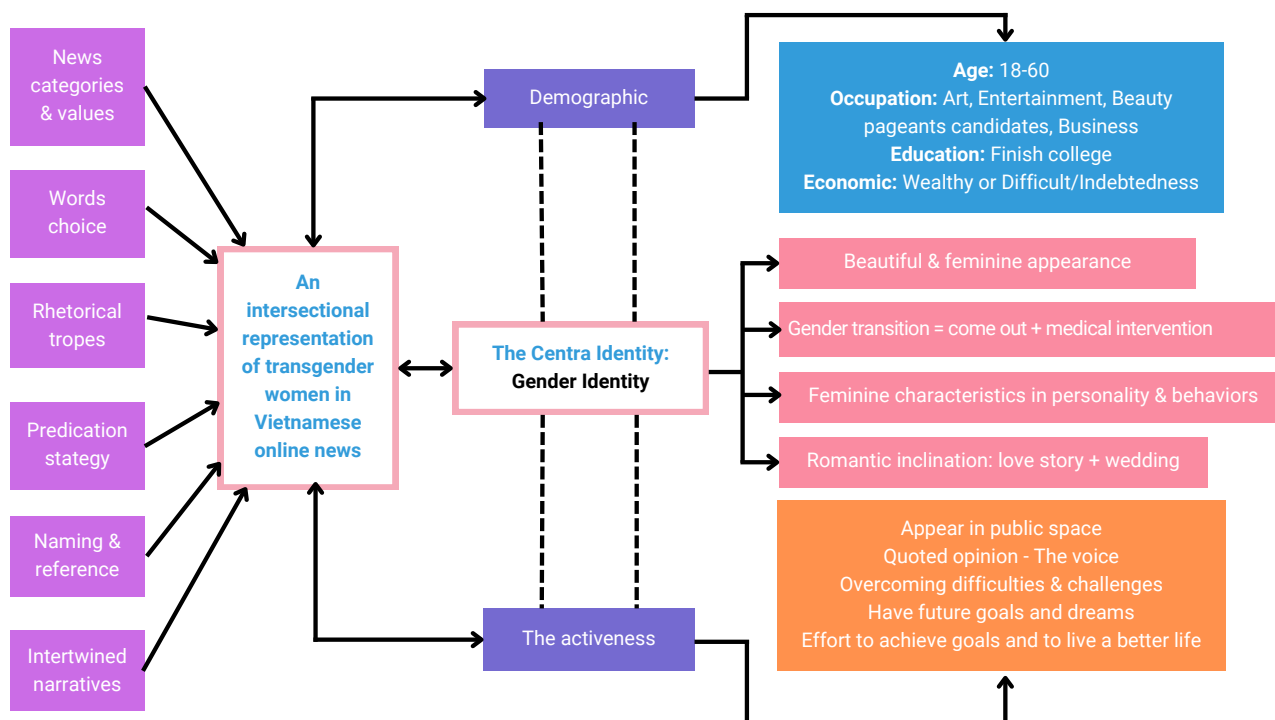 News
categories
& values
Words
choice
Rhetorical
tropes
Predication
stategy
Naming &
reference
Intertwined
narratives
An
intersectional
representation
of transgender
women in
Vietnamese
online news
Demographic
The Centra Identity:
Gender Identity
The activeness
Age: 18-60
Occupation: Art, Entertainment, Beauty
pageants candidates, Business
Education: Finish college
Economic: Wealthy or Difficult/Indebtedness
Beautiful & feminine appearance
Gender transition = come out + medical intervention
Feminine characteristics in personality & behaviors
Romantic inclination: love story + wedding
Appear in public space
Quoted opinion - The voice
Overcoming difficulties & challenges
Have future goals and dreams
Effort to achieve goals and to live a better life